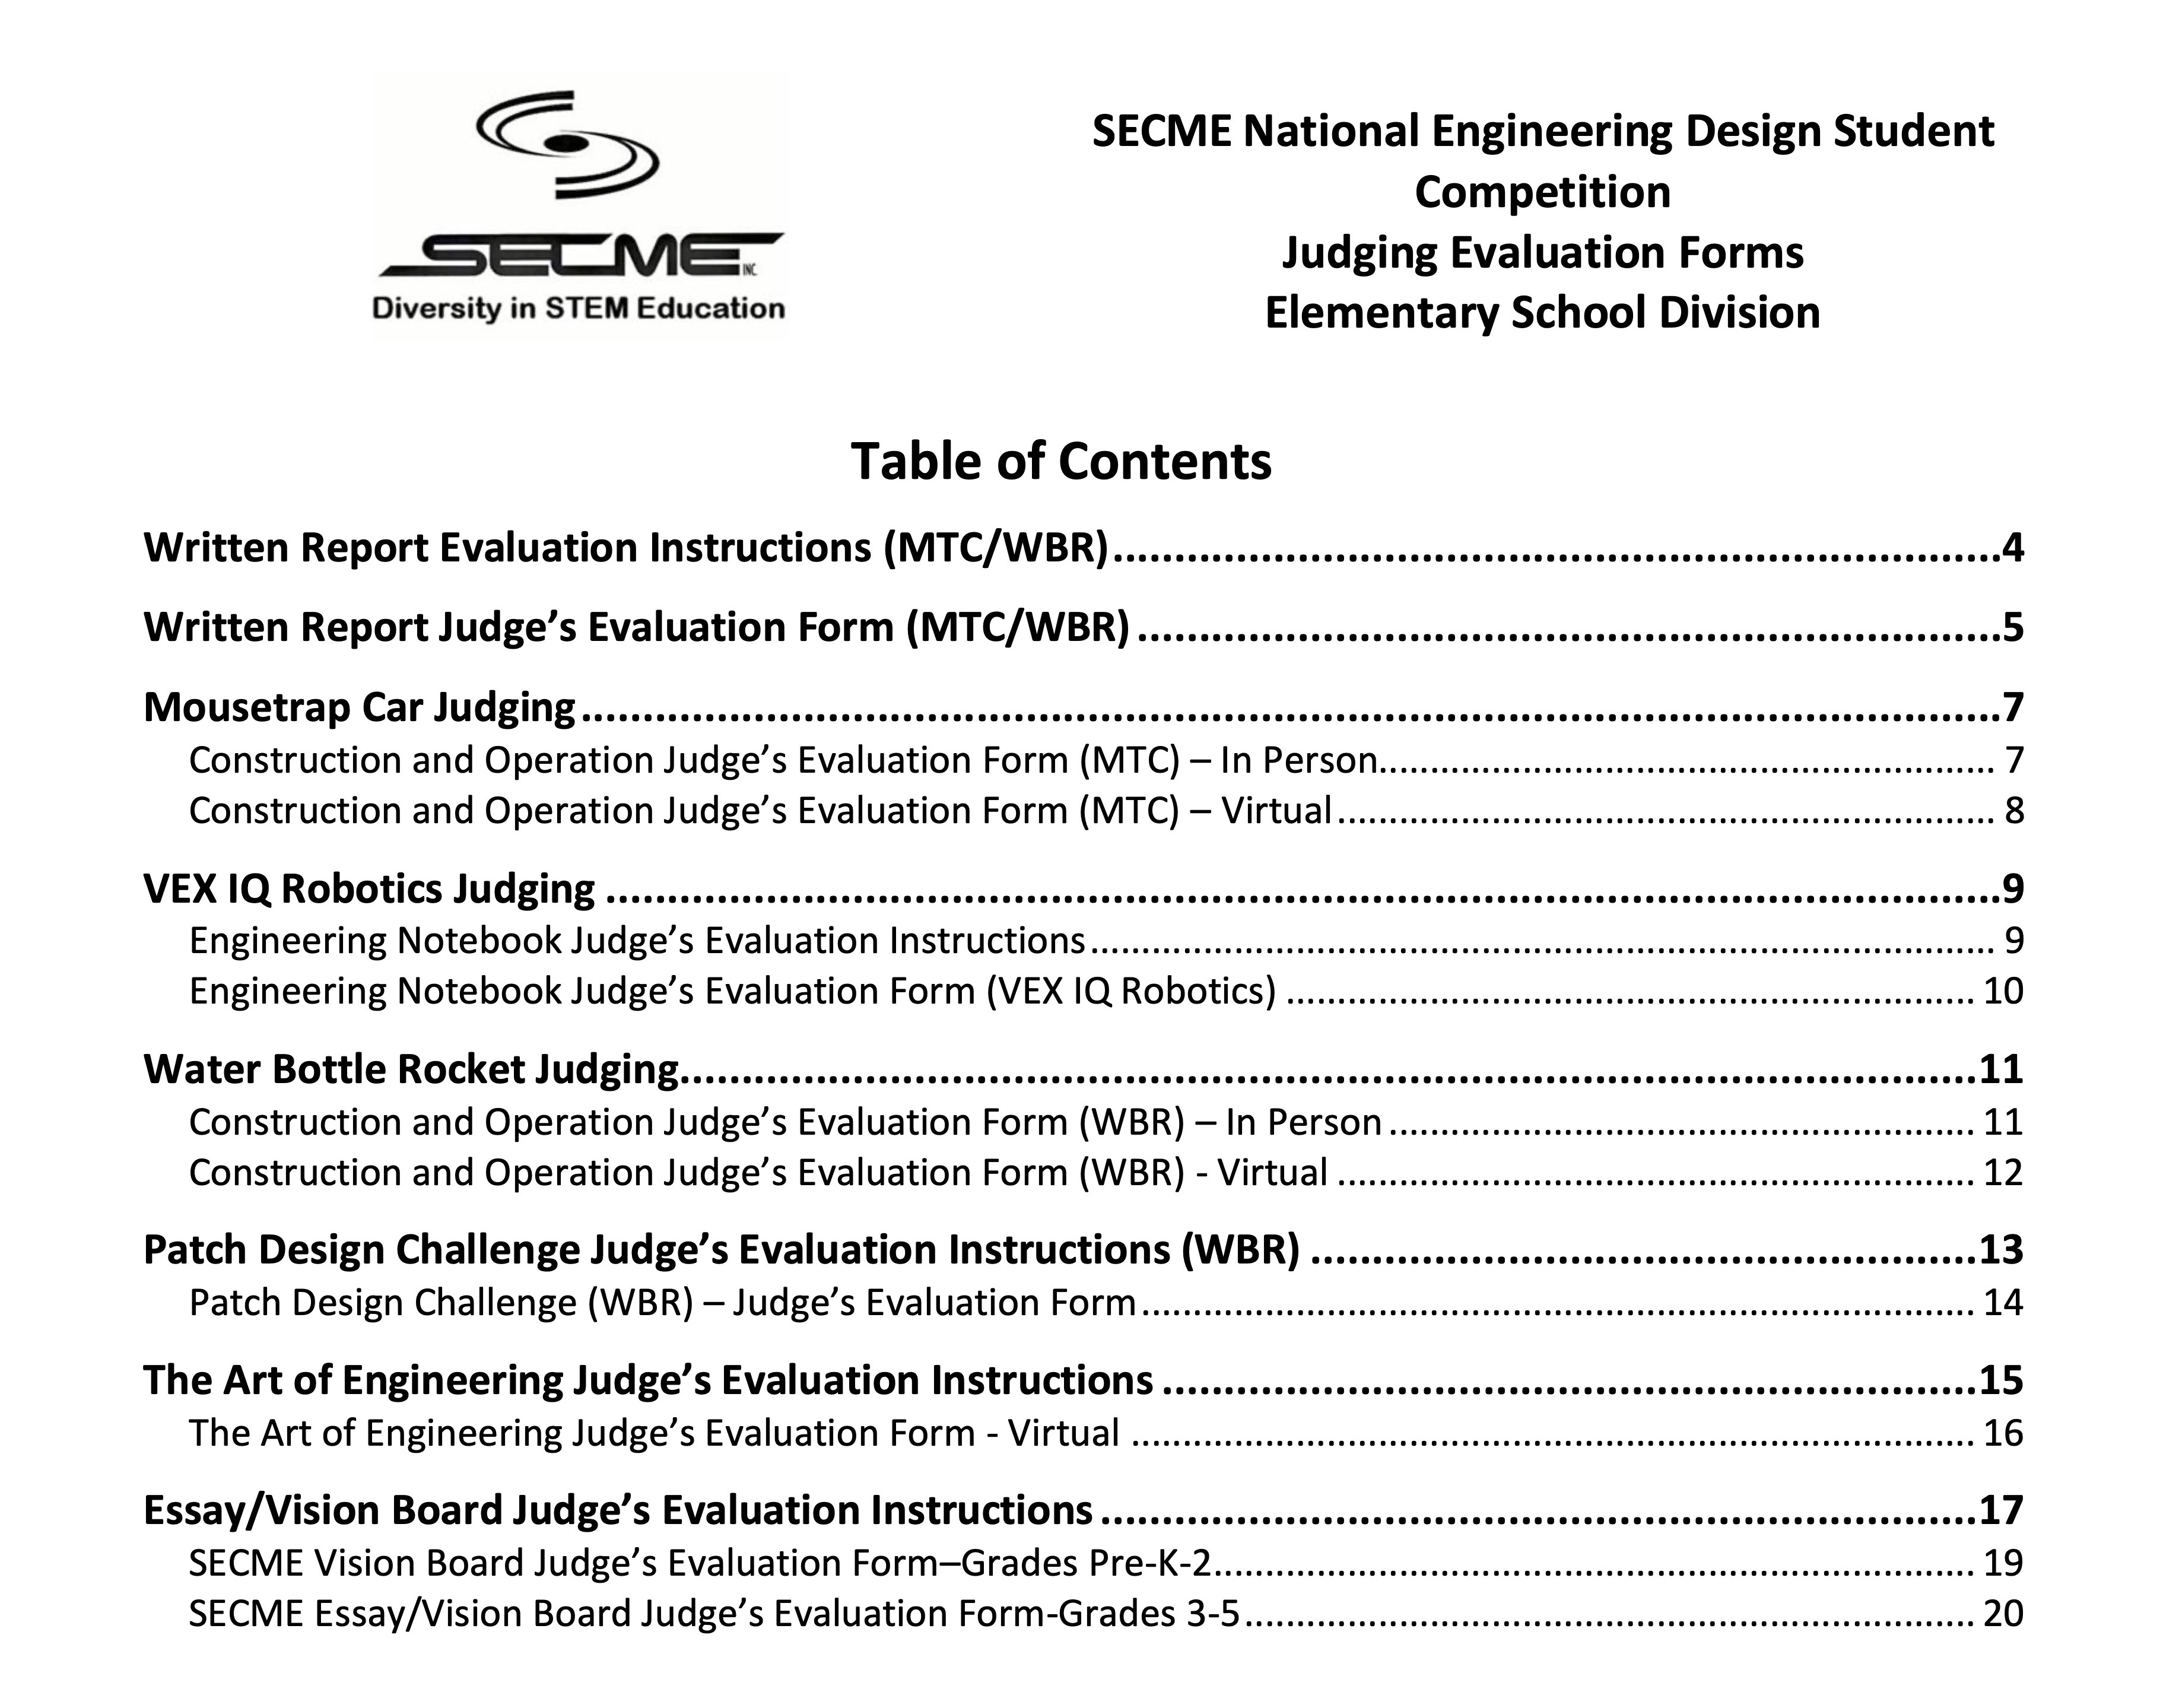 SECME INC
Diversity in STEM Education
SECME National Engineering Design Student
Competition
Judging Evaluation Forms
Elementary School Division
Table of Contents
Written Report Evaluation Instructions (MTC/WBR)....................4
Written Report Judge’s Evaluation Form (MTC/WBR)....................5
Mousetrap Car Judging....................7
Construction and Operation Judge’s Evaluation Form (MTC) – In Person.................... 7
Construction and Operation Judge’s Evaluation Form (MTC) – Virtual.................... 8
VEX IQ Robotics Judging ....................9
Engineering Notebook Judge’s Evaluation Instructions.................... 9
Engineering Notebook Judge’s Evaluation Form (VEX IQ Robotics) .................... 10
Water Bottle Rocket Judging....................11
Construction and Operation Judge’s Evaluation Form (WBR) – In Person.................... 11
Construction and Operation Judge’s Evaluation Form (WBR) - Virtual .................... 12
Patch Design Challenge Judge’s Evaluation Instructions (WBR) ....................13
Patch Design Challenge (WBR) – Judge’s Evaluation Form.................... 14
The Art of Engineering Judge’s Evaluation Instructions ....................15
The Art of Engineering Judge’s Evaluation Form - Virtual .................... 16
Essay/Vision Board Judge’s Evaluation Instructions ....................17
SECME Vision Board Judge’s Evaluation Form–Grades Pre-K-2.................... 19
SECME Essay/Vision Board Judge’s Evaluation Form-Grades 3-5.................... 20